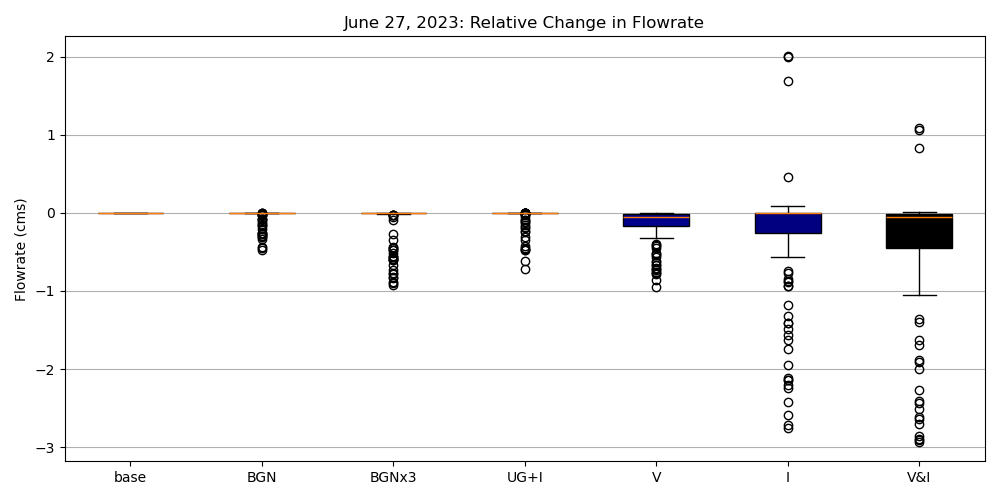 June 27, 2023: Relative Change in Flowrate
Flowrate (cms)
2
1
0
−1
−2
−3
base BGN BGNx3 UG+I V I V&I